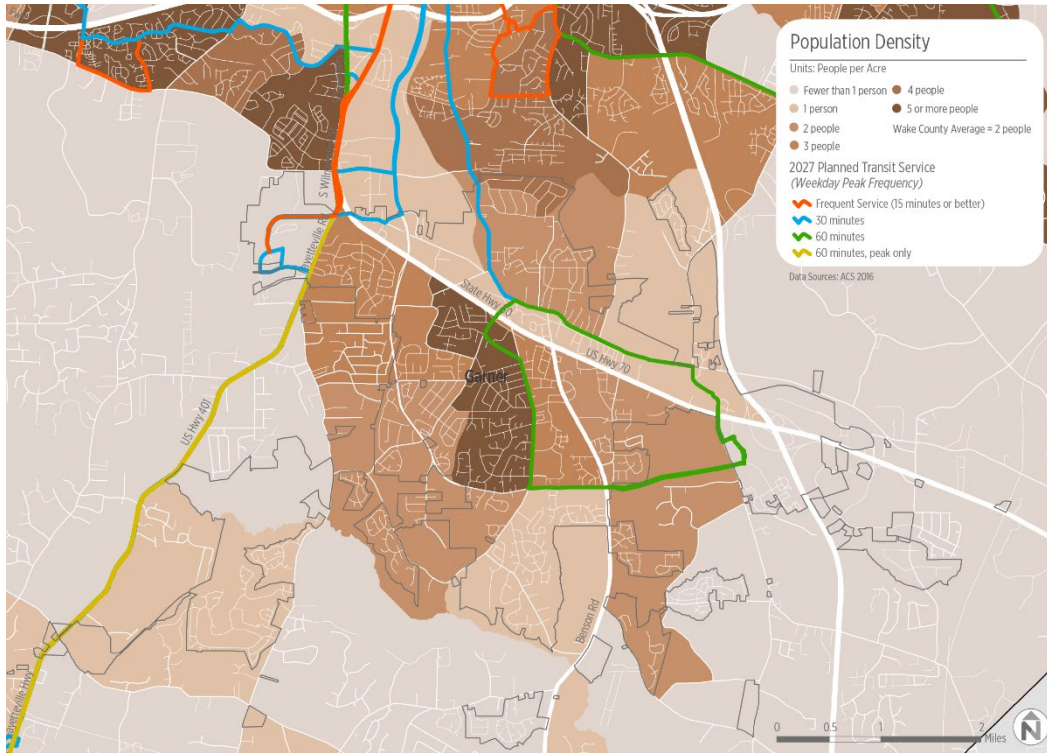 Population Density
Units: People per Acre
Fewer than 1 person
4 people
1 person
5 or more people
2 people
Wake County Average = 2 people
3 people
2027 Planned Transit Service
(Weekday Peak Frequency)
Frequent Service (15 minutes or better)
30 minutes
60 minutes
60 minutes, peak only
Data Sources: ACS 2016
S Wilm
ayetteville Rd
State Hwy
US Hwy 70
Garner
US Hwy 401
Benson Rd
ayetteville Hwy
0 0.5 1 2
Miles
N